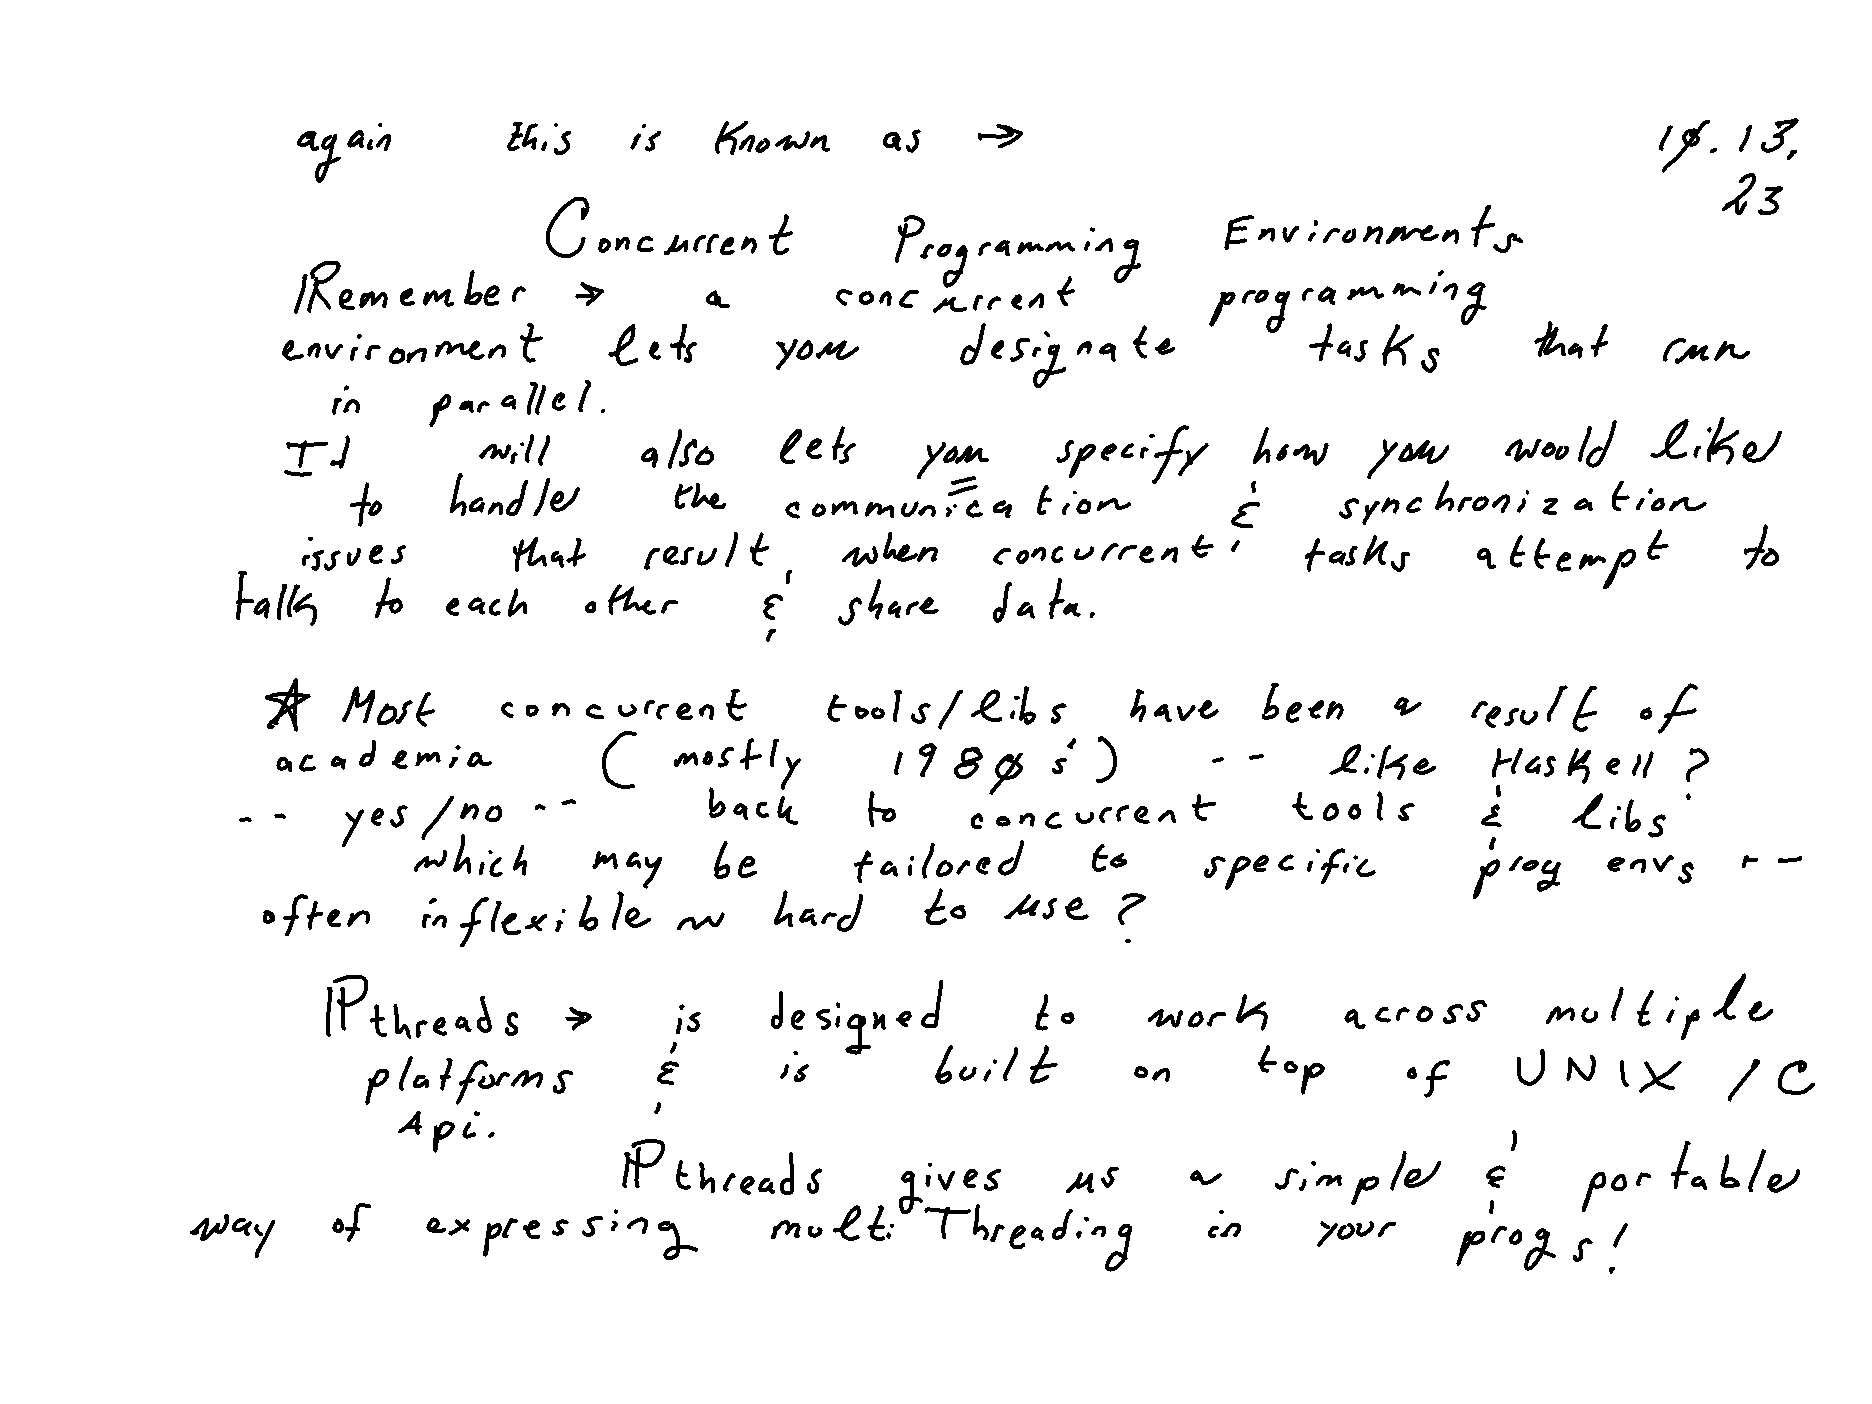 again this is Known as → 10.13,
23
Concurrent Programming Environments
Remember → a concurrent programming
environment lets you designate tasks that run
in parallel.
It will also lets you specify how you would like
to handle the communication & synchronization
issues that result when concurrent tasks attempt to
talk to each other & share data.
☆ Most concurrent tools/libs have been a result of
academia (mostly 1980s') -- like Haskell?
-- yes/no -- back to concurrent tools & libs
which may be tailored to specific prog envs --
often inflexible ~ hard to use?
Pthreads → is designed to work across multiple
platforms & is built on top of UNIX / C
Api.
Pthreads gives us a simple & portable
way of expressing multi Threading in your progs!